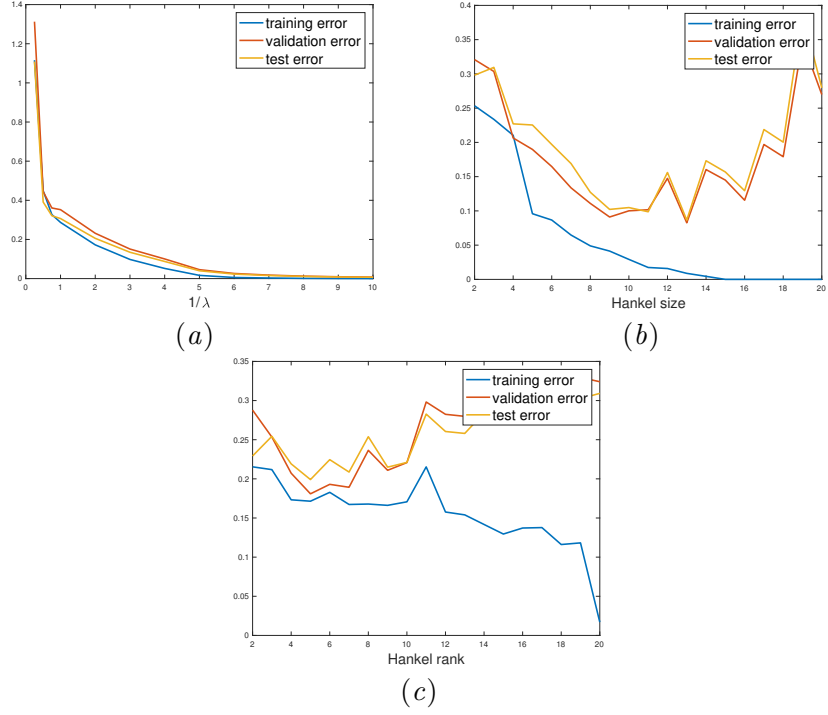 1.4
1.2
1
0.8
0.6
0.4
0.2
0
0 1 2 3 4 5 6 7 8 9 10
1/λ
training error
validation error
test error
(a)
0.4
0.35
0.3
0.25
0.2
0.15
0.1
0.05
0
2 4 6 8 10 12 14 16 18 20
Hankel size
training error
validation error
test error
(b)
0.35
0.3
0.25
0.2
0.15
0.1
0.05
0
2 4 6 8 10 12 14 16 18 20
Hankel rank
training error
validation error
test error
(c)